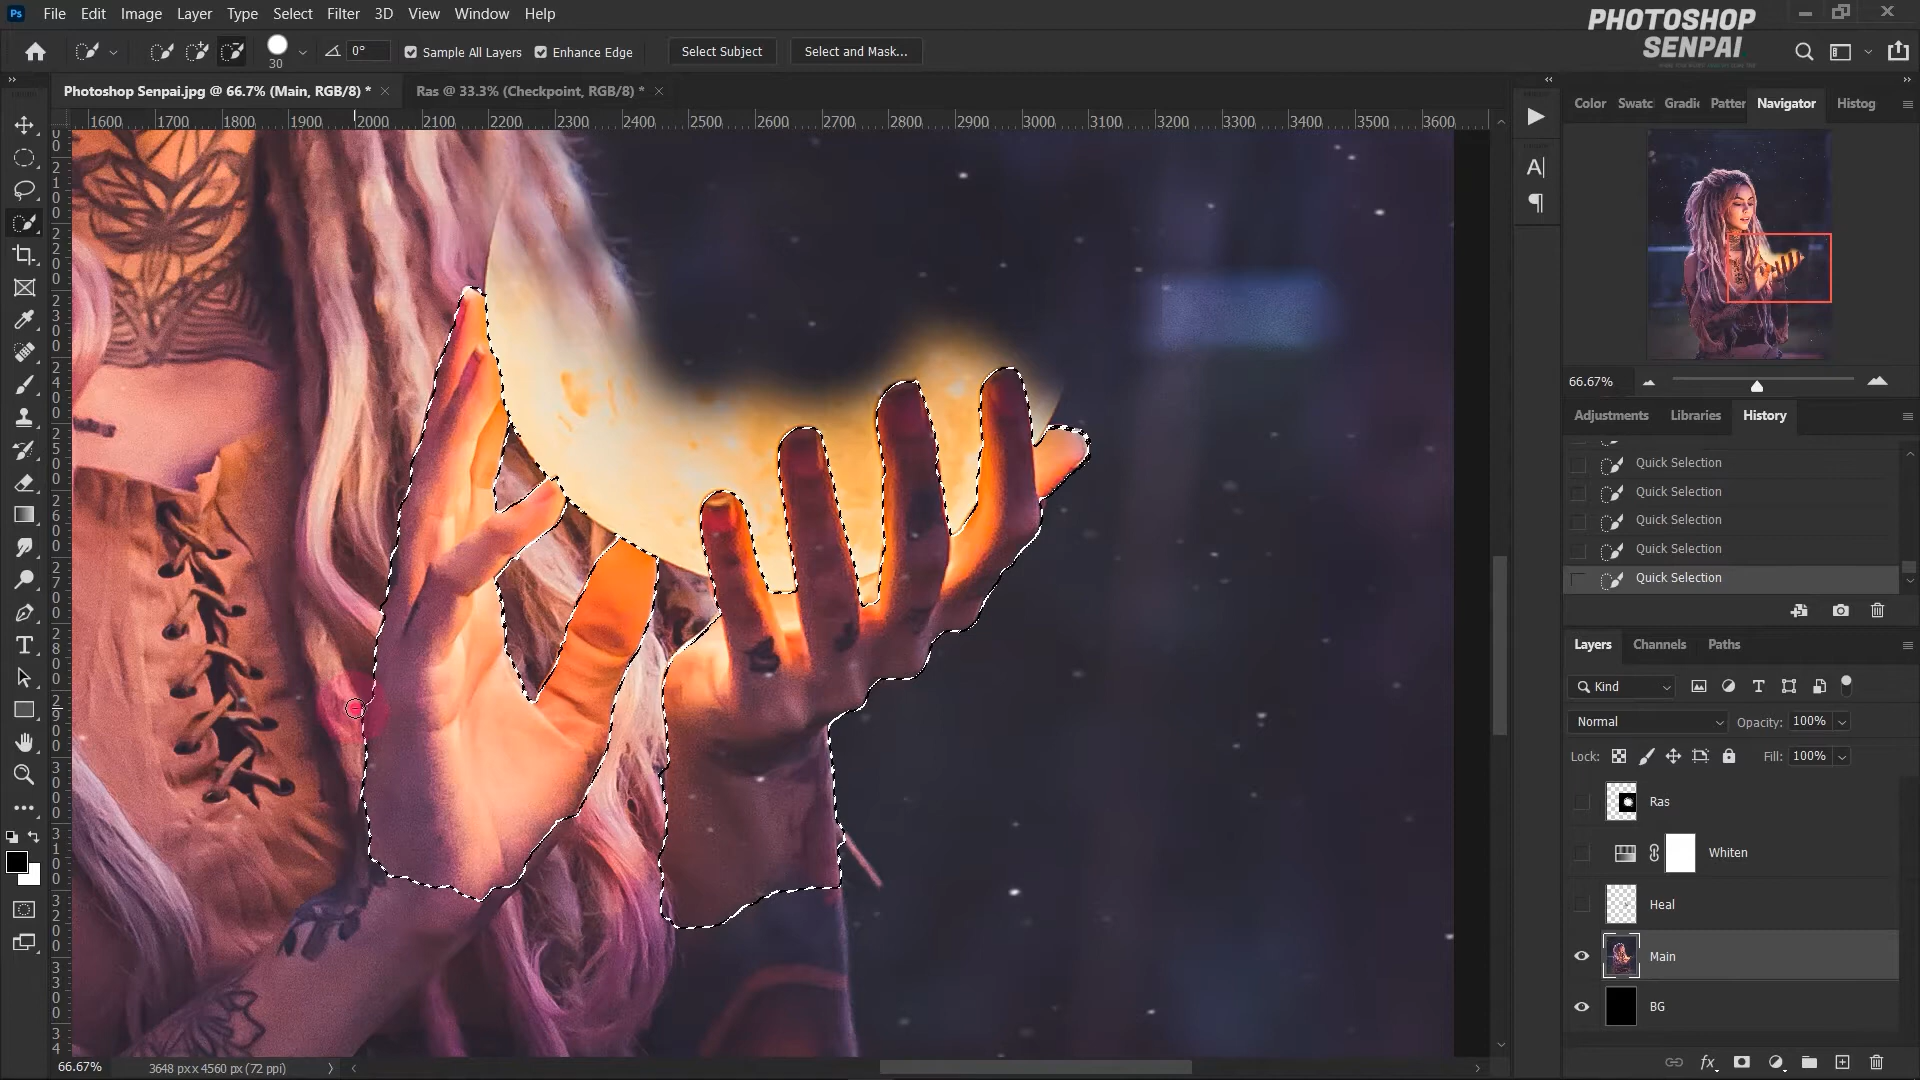 Ps File Edit Image Layer Type Select Filter 3D View Window Help
PHOTOSHOP
SENPAI
30 0° Sample All Layers Enhance Edge Select Subject Select and Mask...
Photoshop Senpai.jpg @ 66.7% (Main, RGB/8) * Ras @ 33.3% (Checkpoint, RGB/8) *
1600 1700 1800 1900 2000 2100 2200 2300 2400 2500 2600 2700 2800 2900 3000 3100 3200 3300 3400 3500 3600
Color Swatc Gradi Patter Navigator Histog
66.67%
Adjustments Libraries History
Quick Selection
Quick Selection
Quick Selection
Quick Selection
Quick Selection
Layers Channels Paths
Kind
Normal Opacity: 100%
Lock: Fill: 100%
Ras
Whiten
Heal
Main
BG
66.67% 3648 px x 4560 px (72 ppi)